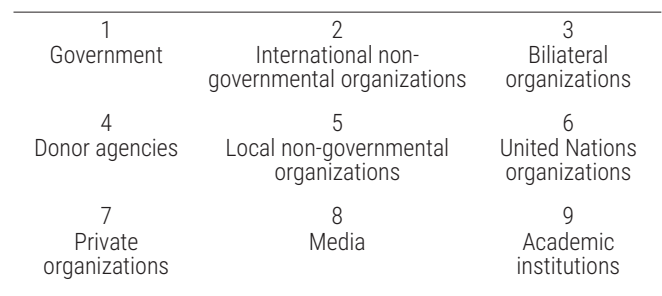 1 2 3
Government International non- Bilateral
governmental organizations organizations
4 5 6
Donor agencies Local non-governmental United Nations
organizations organizations
7 8 9
Private Media Academic
organizations institutions